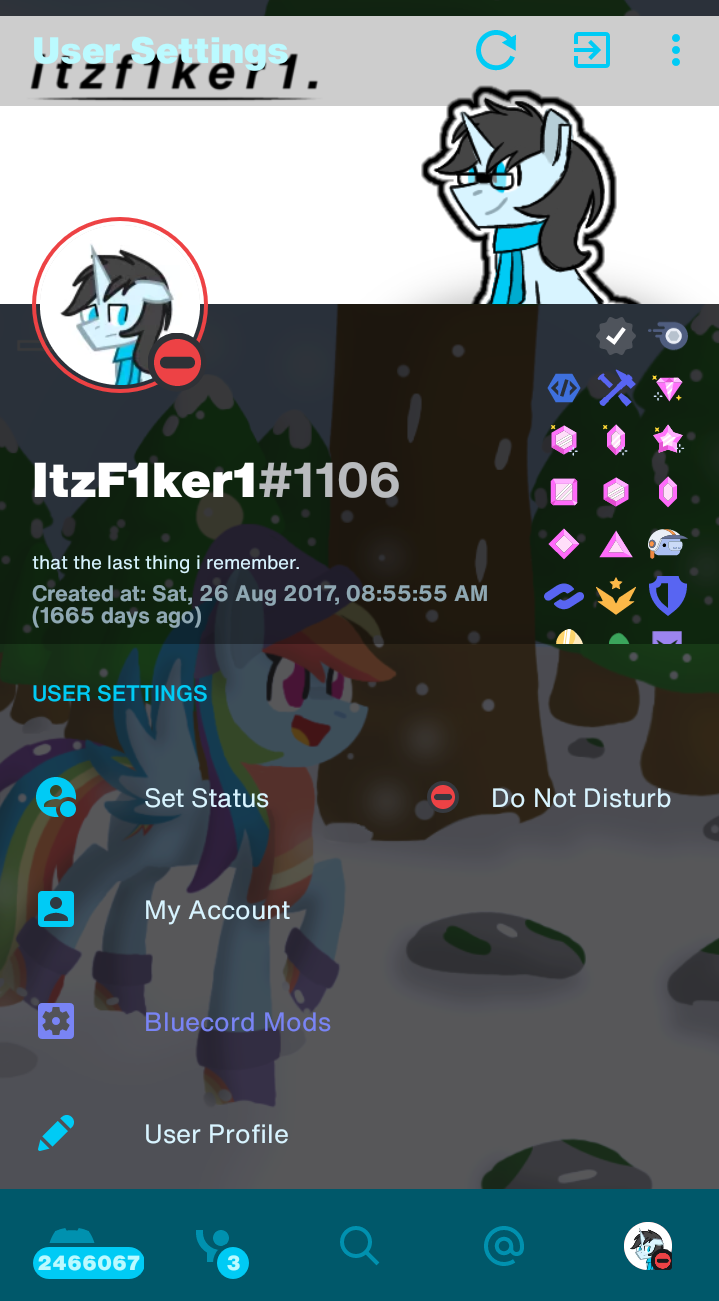 User Settings
itzf1ker1.
ItzF1ker1#1106
that the last thing i remember.
Created at: Sat, 26 Aug 2017, 08:55:55 AM
(1665 days ago)
USER SETTINGS
Set Status
Do Not Disturb
My Account
Bluecord Mods
User Profile
2466067
3